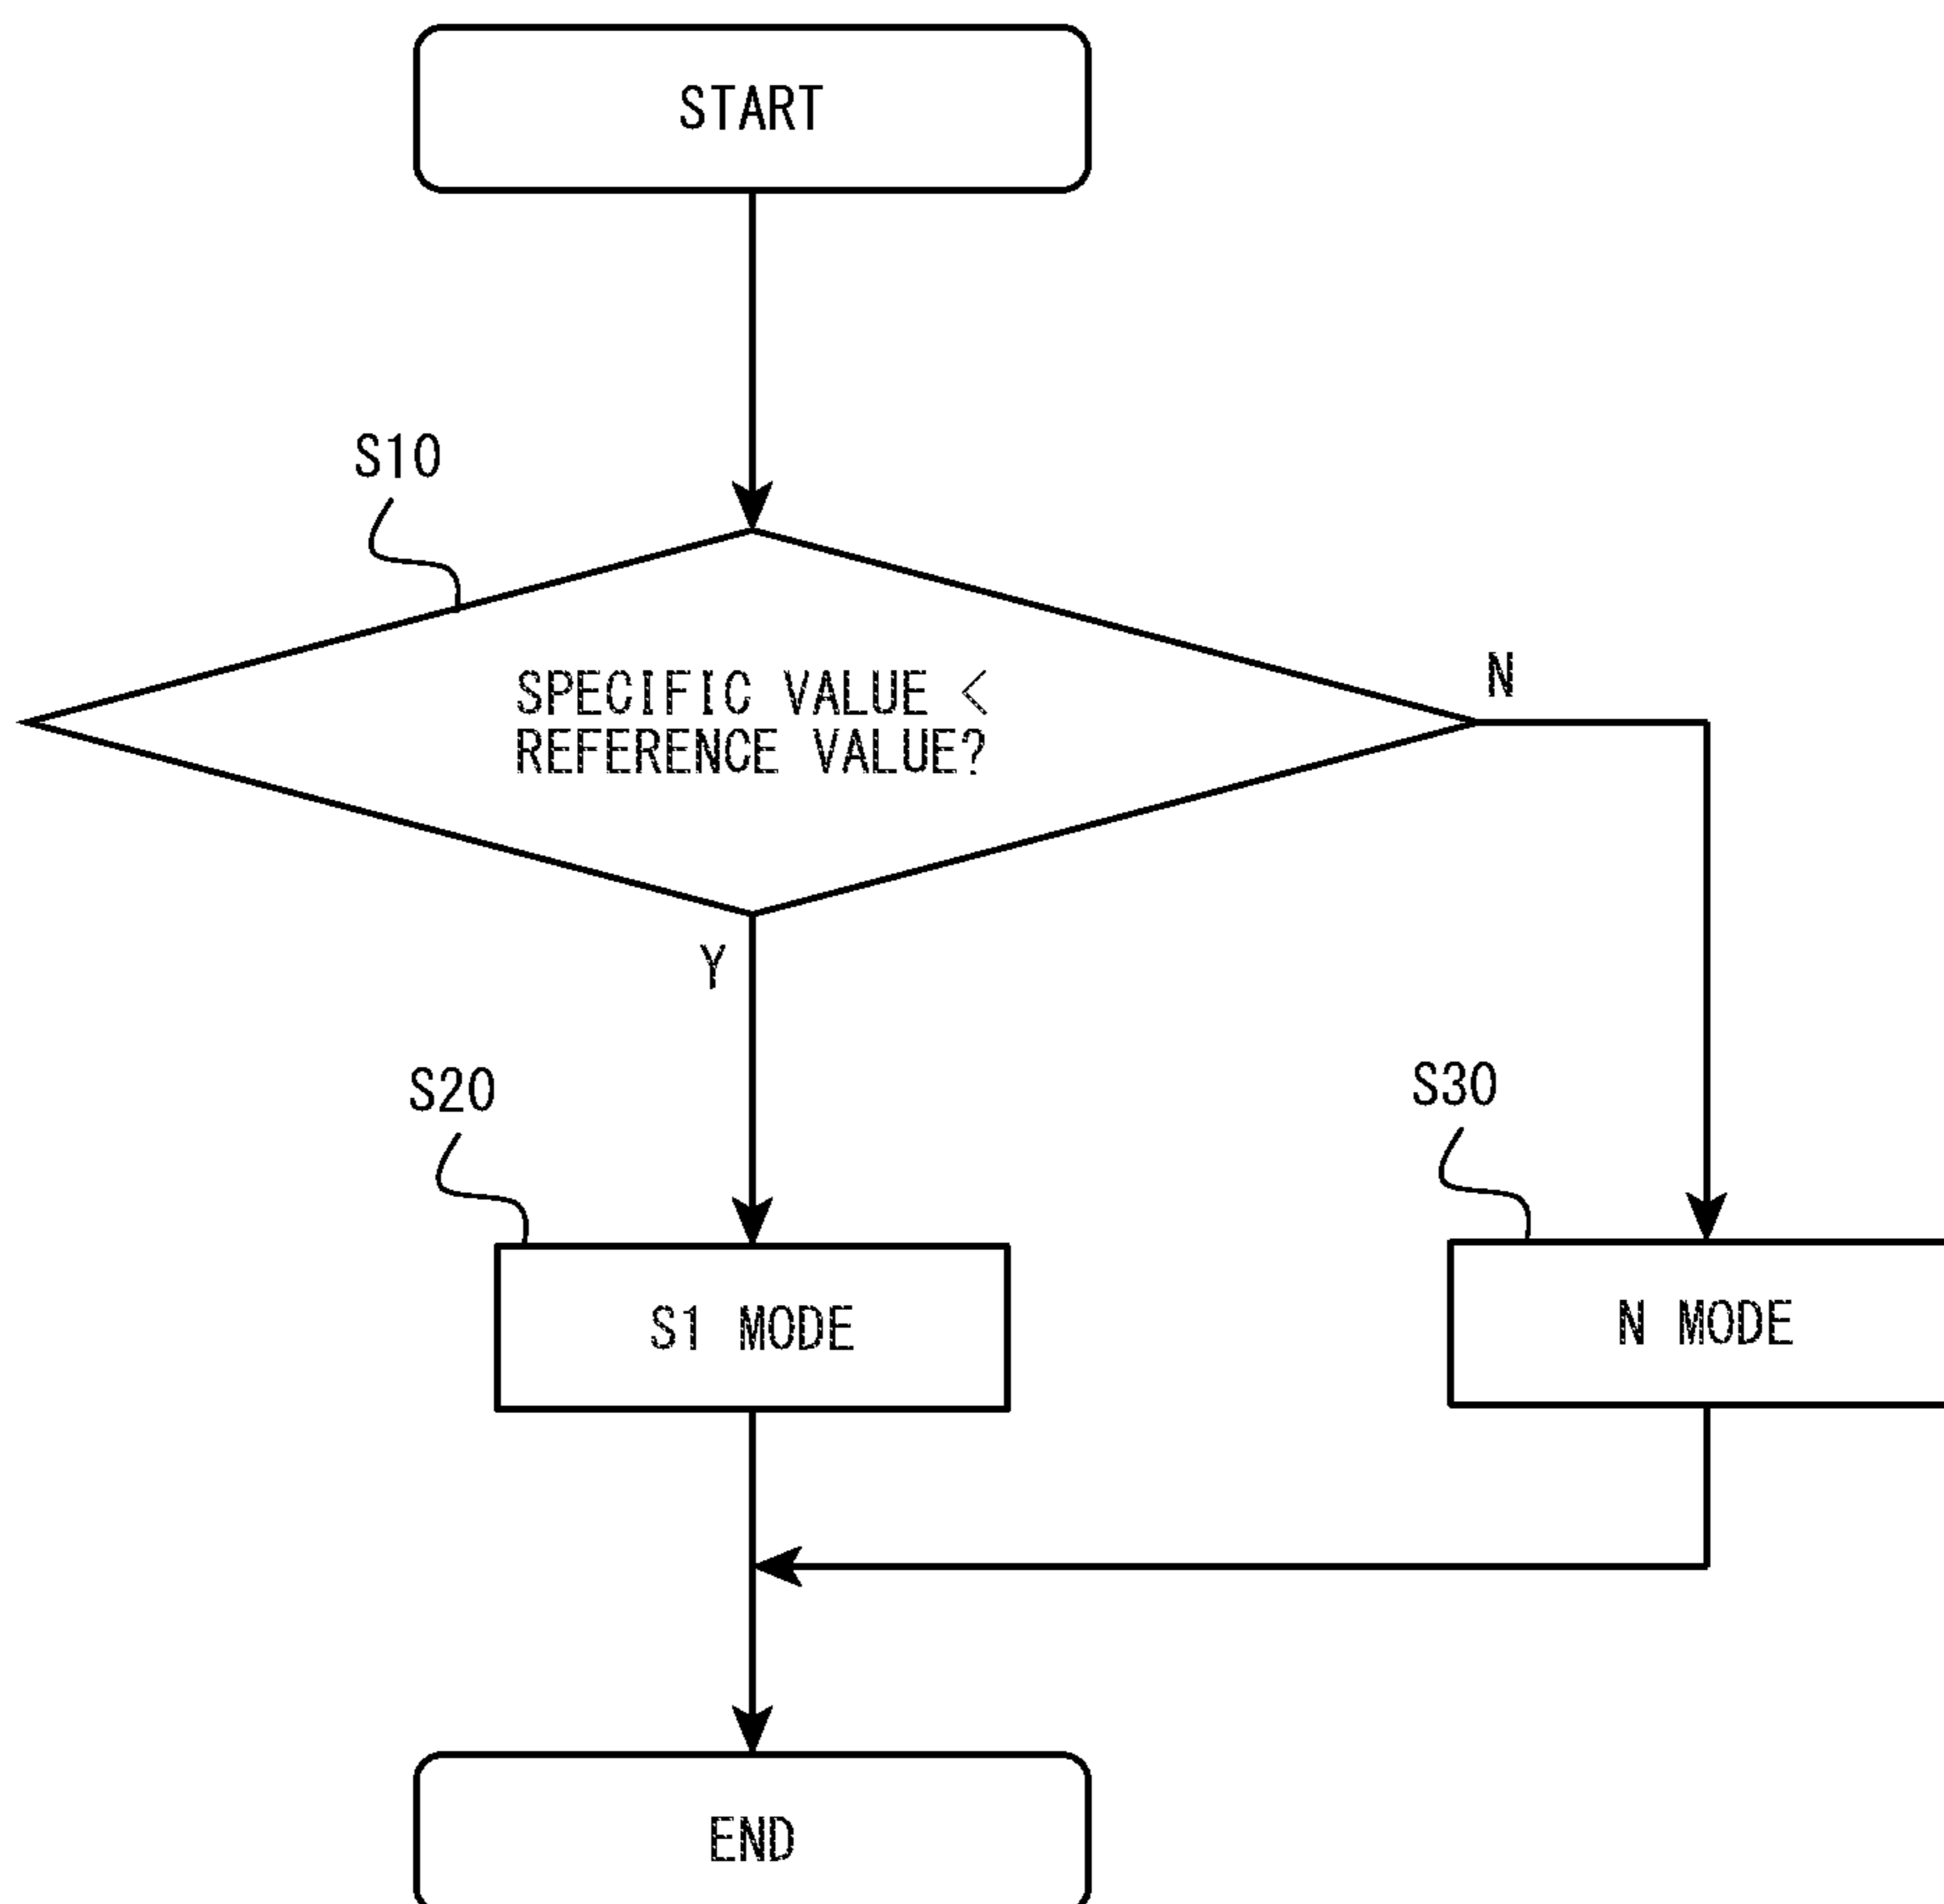 START
S10
SPECIFIC VALUE <
REFERENCE VALUE?
N
Y
S20
S30
S1 MODE
N MODE
END